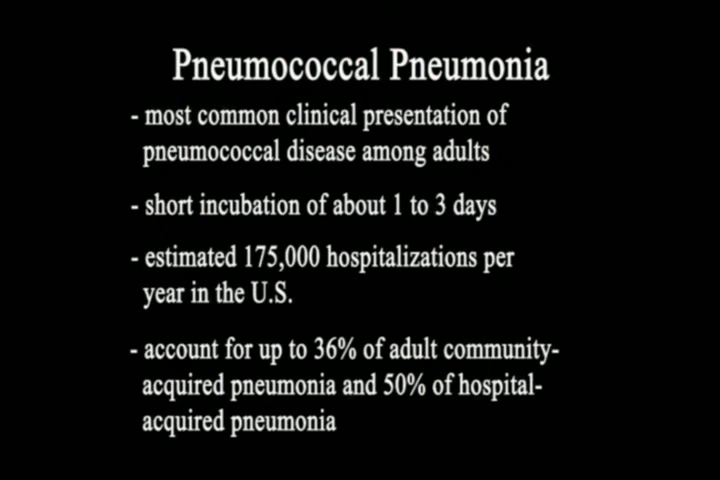 Pneumococcal Pneumonia
- most common clinical presentation of
pneumococcal disease among adults
- short incubation of about 1 to 3 days
- estimated 175,000 hospitalizations per
year in the U.S.
- account for up to 36% of adult community-
acquired pneumonia and 50% of hospital-
acquired pneumonia